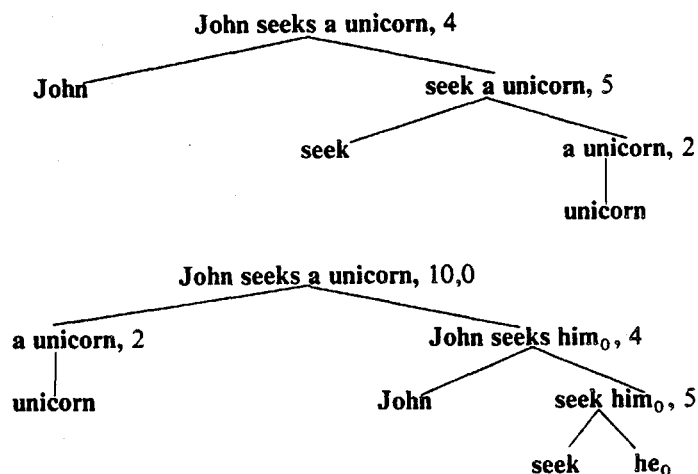 John seeks a unicorn, 4
John seek a unicorn, 5
seek a unicorn, 2
unicorn
John seeks a unicorn, 10,0
a unicorn, 2 John seeks him₀, 4
unicorn John seek him₀, 5
seek he₀